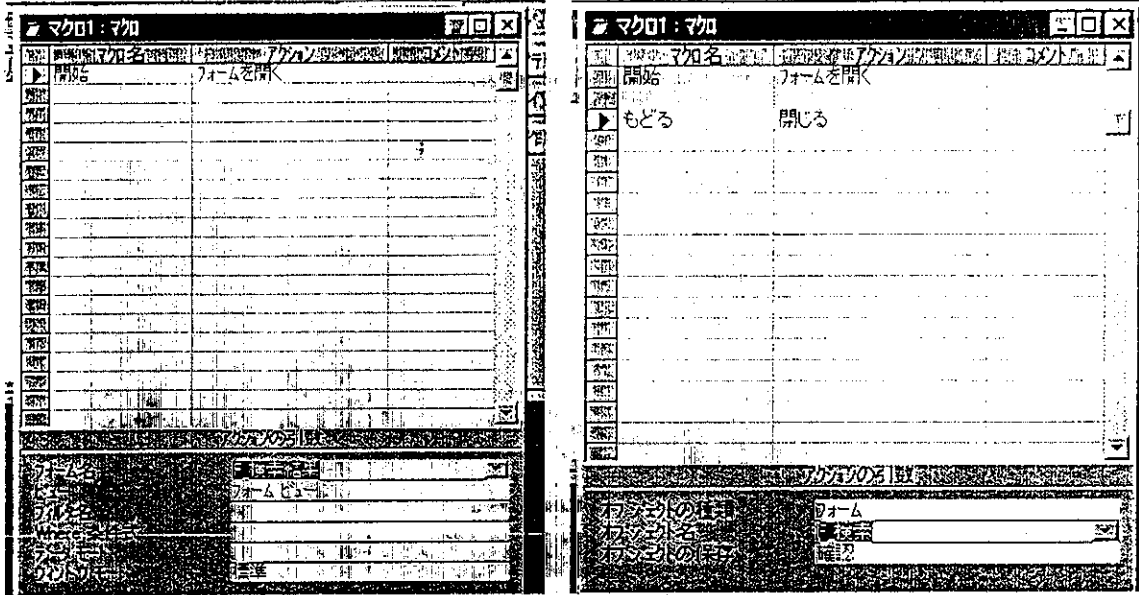 マクロ1 : マクロ
マクロ名 アクション コメント
開始 フォームを開く
アクションの引数
フォーム名
フォーム ビュー
標準
マクロ1 : マクロ
マクロ名 アクション コメント
開始 フォームを開く
もどる 閉じる
アクションの引数
オブジェクトの種類 フォーム
オブジェクト名
オブジェクトの保存 確認